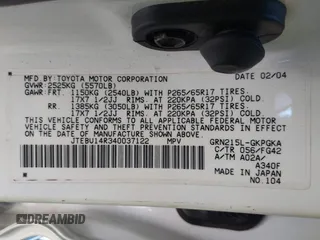 MFD BY:TOYOTA MOTOR CORPORATION DATE 02/04
GVWR:2525KG(5570LB)
GAWR:FRT. 1150KG(2540LB) WITH P265/65R17 TIRES.
17X7 1/2JJ RIMS. AT 220KPA (32PSI) COLD.
RR. 1385KG(3050LB) WITH P265/65R17 TIRES.
17X7 1/2JJ RIMS. AT 220KPA (32PSI) COLD.
THIS VEHICLE CONFORMS TO ALL APPLICABLE FEDERAL MOTOR
VEHICLE SAFETY AND THEFT PREVENTION STANDARDS IN
EFFECT ON THE DATE OF MANUFACTURE SHOWN ABOVE.
JTEBU14R340037122 MPV GRN215L-GKPGKA
C/TR 056/FG42
A/TM A02A/
A340F
MADE IN JAPAN
NO.104
DREAMBID